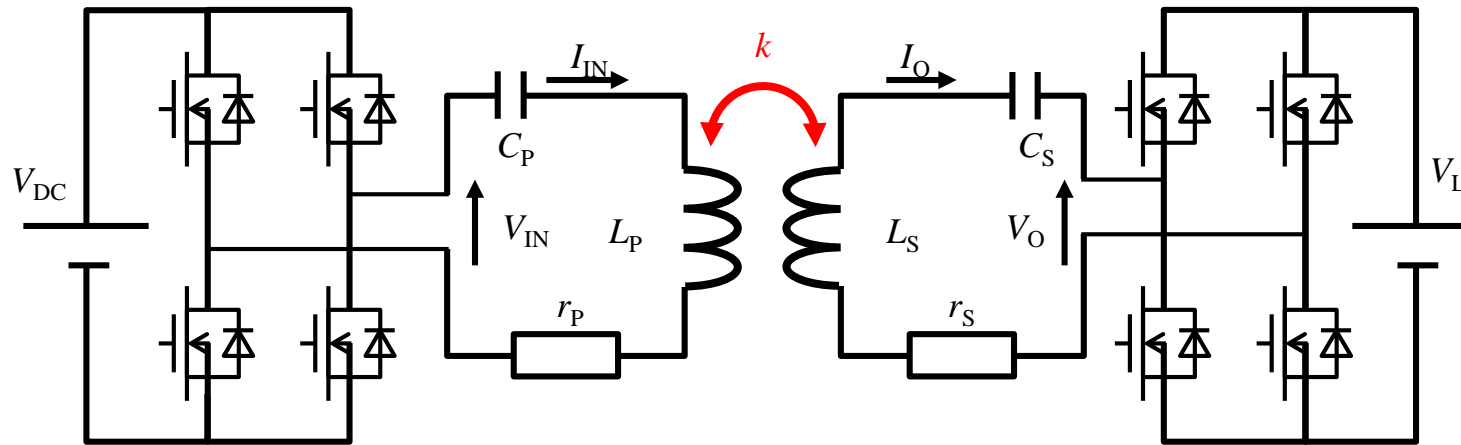 k
I_IN
I_O
C_P
C_S
V_DC
V_L
V_IN
L_P
L_S
V_O
r_P
r_S